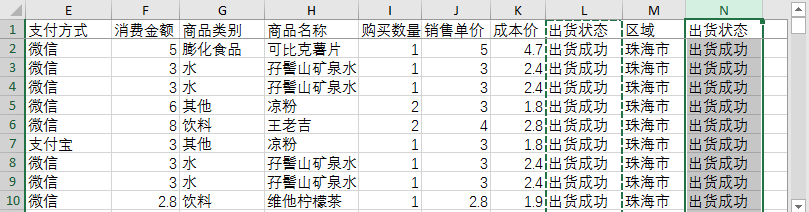 E F G H I J K L M N
1 支付方式 消费金额 商品类别 商品名称 购买数量 销售单价 成本价 出货状态 区域 出货状态
2 微信 5 膨化食品 可比克薯片 1 5 4.7 出货成功 珠海市 出货成功
3 微信 3 水 孖髻山矿泉水 1 3 2.4 出货成功 珠海市 出货成功
4 微信 3 水 孖髻山矿泉水 1 3 2.4 出货成功 珠海市 出货成功
5 微信 6 其他 凉粉 2 3 1.8 出货成功 珠海市 出货成功
6 微信 8 饮料 王老吉 2 4 2.8 出货成功 珠海市 出货成功
7 支付宝 3 其他 凉粉 1 3 1.8 出货成功 珠海市 出货成功
8 微信 3 水 孖髻山矿泉水 1 3 2.4 出货成功 珠海市 出货成功
9 微信 3 水 孖髻山矿泉水 1 3 2.4 出货成功 珠海市 出货成功
10 微信 2.8 饮料 维他柠檬茶 1 2.8 1.9 出货成功 珠海市 出货成功